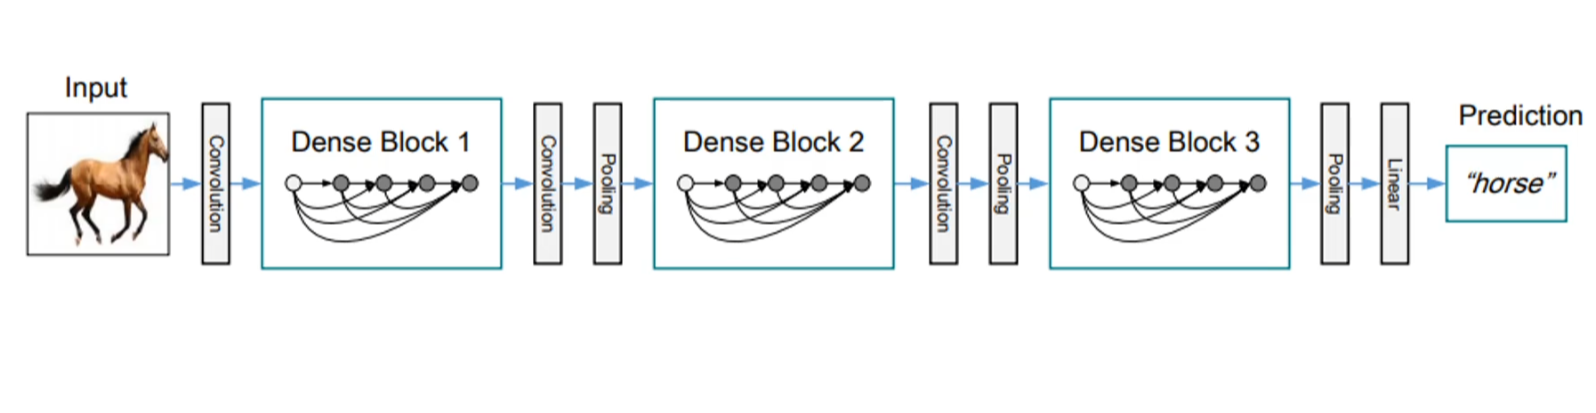 Input
Convolution
Dense Block 1
Convolution
Pooling
Dense Block 2
Convolution
Pooling
Dense Block 3
Pooling
Linear
Prediction
“horse”